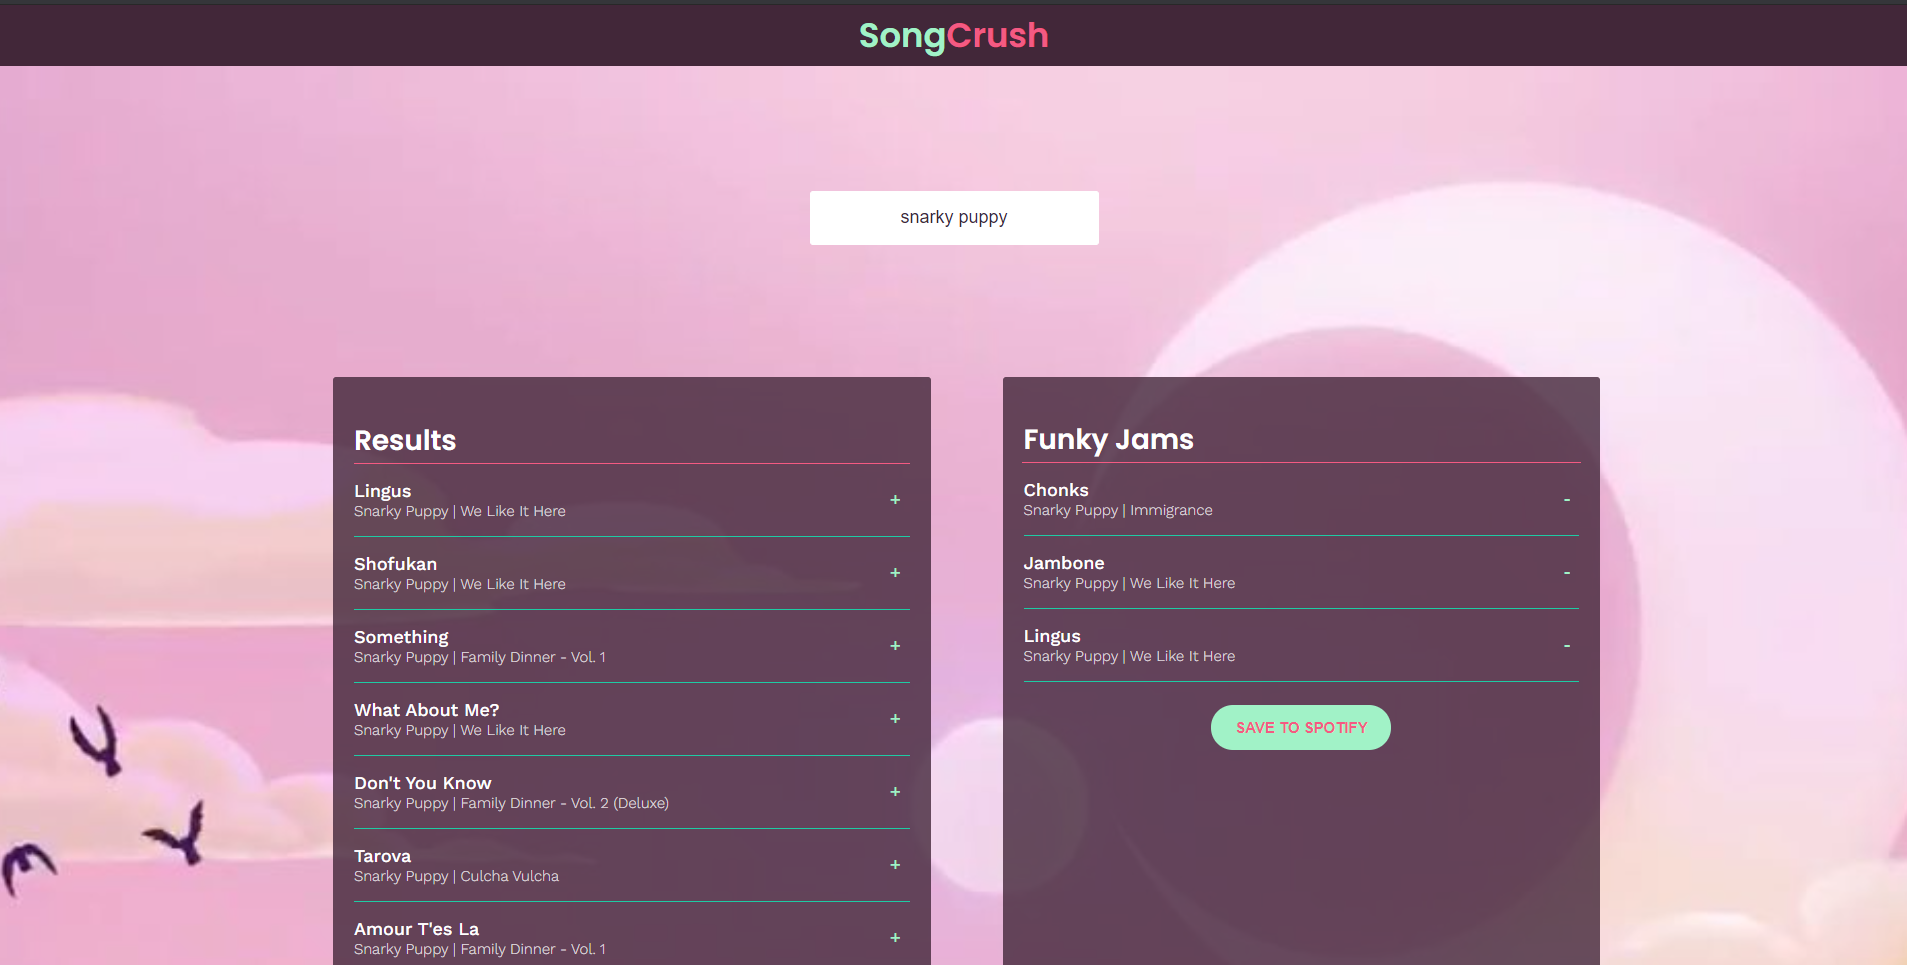 SongCrush
snarky puppy
Results
Lingus
Snarky Puppy | We Like It Here
+
Shofukan
Snarky Puppy | We Like It Here
+
Something
Snarky Puppy | Family Dinner - Vol. 1
+
What About Me?
Snarky Puppy | We Like It Here
+
Don't You Know
Snarky Puppy | Family Dinner - Vol. 2 (Deluxe)
+
Tarova
Snarky Puppy | Culcha Vulcha
+
Amour T'es La
Snarky Puppy | Family Dinner - Vol. 1
+
Funky Jams
Chonks
Snarky Puppy | Immigrance
-
Jambone
Snarky Puppy | We Like It Here
-
Lingus
Snarky Puppy | We Like It Here
-
SAVE TO SPOTIFY